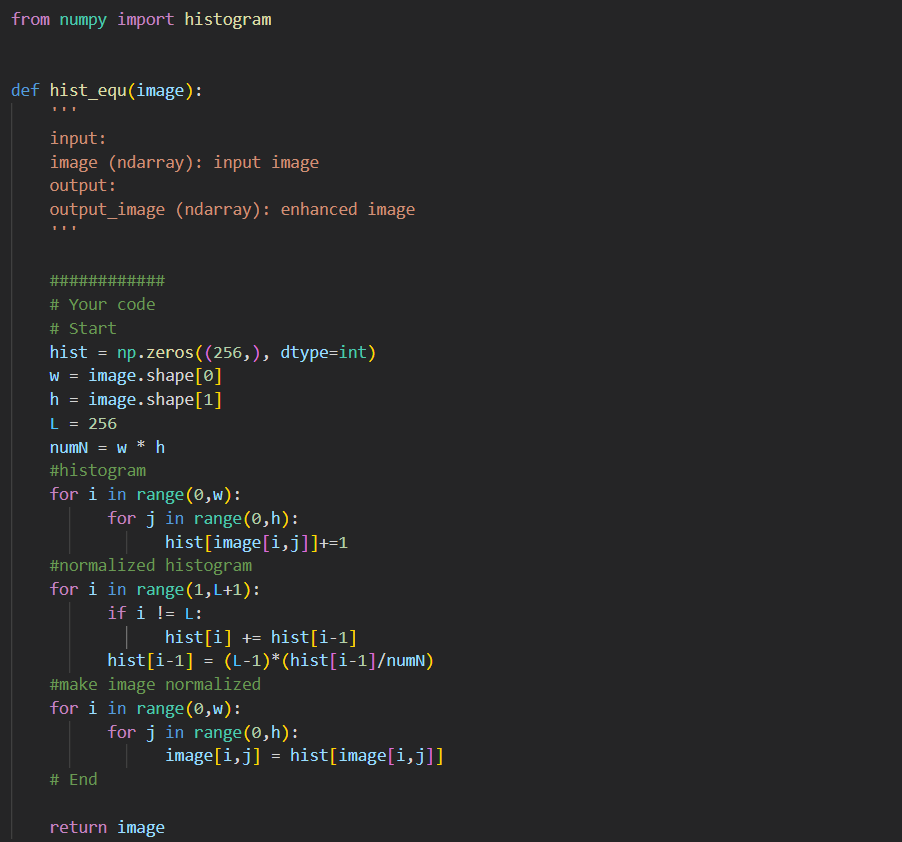 from numpy import histogram
def hist_equ(image):
    '''
    input:
    image (ndarray): input image
    output:
    output_image (ndarray): enhanced image
    '''
    ############
    # Your code
    # Start
    hist = np.zeros((256,), dtype=int)
    w = image.shape[0]
    h = image.shape[1]
    L = 256
    numN = w * h
    #histogram
    for i in range(0,w):
          for j in range(0,h):
                hist[image[i,j]]+=1
    #normalized histogram
    for i in range(1,L+1):
          if i != L:
                hist[i] += hist[i-1]
          hist[i-1] = (L-1)*(hist[i-1]/numN)
    #make image normalized
    for i in range(0,w):
          for j in range(0,h):
                image[i,j] = hist[image[i,j]]
    # End
    return image